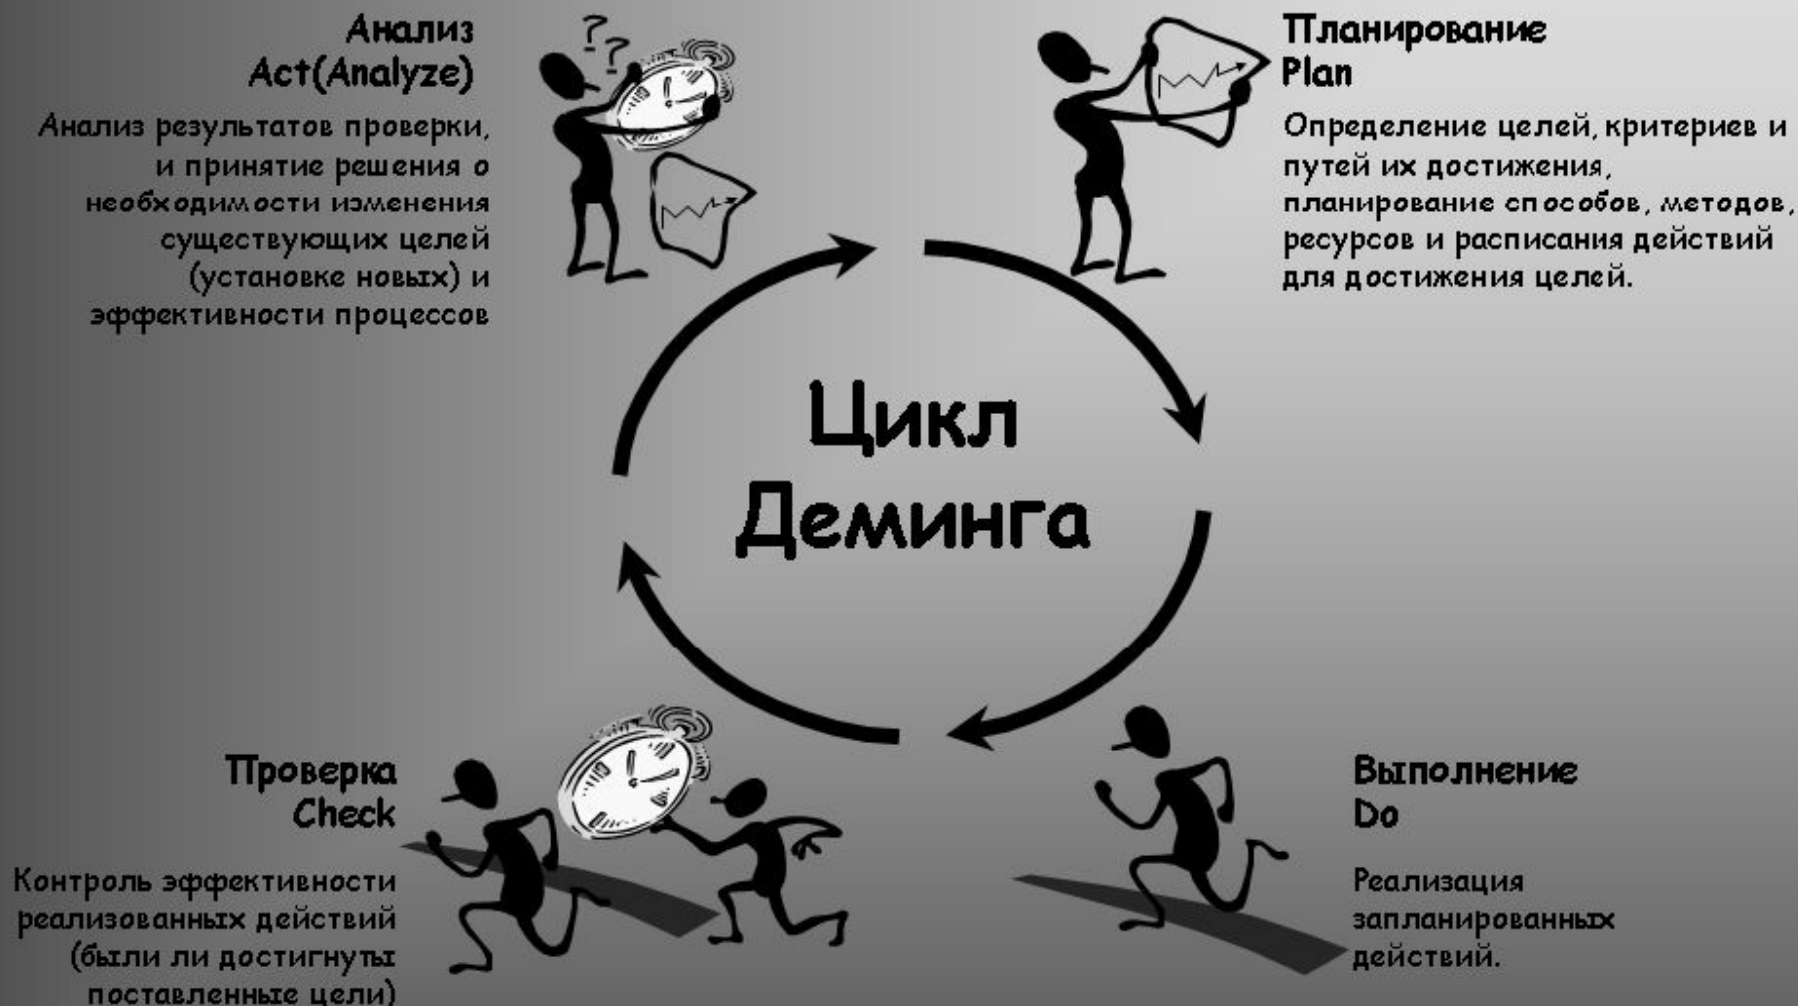 Анализ
Act(Analyze)
Анализ результатов проверки,
и принятие решения о
необходимости изменения
существующих целей
(установке новых) и
эффективности процессов
? ?
Планирование
Plan
Определение целей, критериев и
путей их достижения,
планирование способов, методов,
ресурсов и расписания действий
для достижения целей.
Цикл
Деминга
Проверка
Check
Контроль эффективности
реализованных действий
(были ли достигнуты
поставленные цели)
Выполнение
Do
Реализация
запланированных
действий.